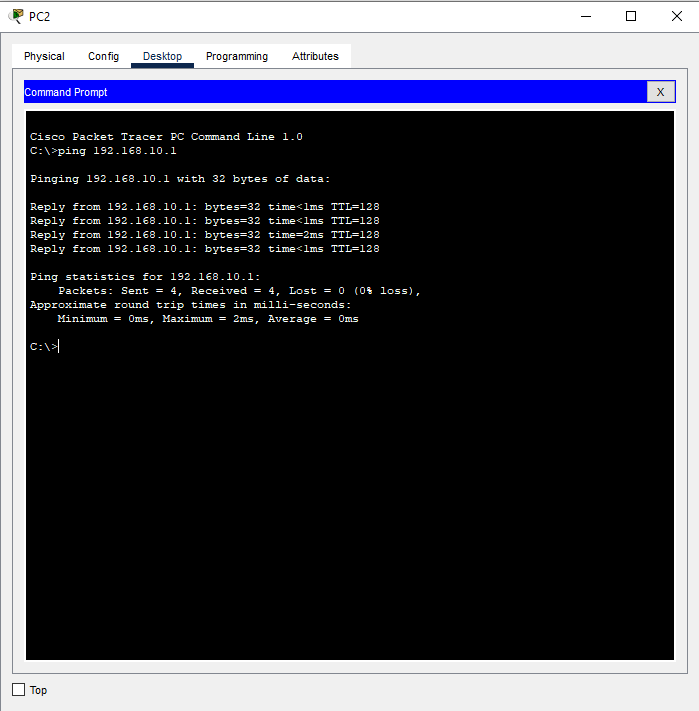 PC2
Physical Config Desktop Programming Attributes
Command Prompt X
Cisco Packet Tracer PC Command Line 1.0
C:\>ping 192.168.10.1
Pinging 192.168.10.1 with 32 bytes of data:
Reply from 192.168.10.1: bytes=32 time<1ms TTL=128
Reply from 192.168.10.1: bytes=32 time<1ms TTL=128
Reply from 192.168.10.1: bytes=32 time=2ms TTL=128
Reply from 192.168.10.1: bytes=32 time<1ms TTL=128
Ping statistics for 192.168.10.1:
Packets: Sent = 4, Received = 4, Lost = 0 (0% loss),
Approximate round trip times in milli-seconds:
Minimum = 0ms, Maximum = 2ms, Average = 0ms
C:\>
Top